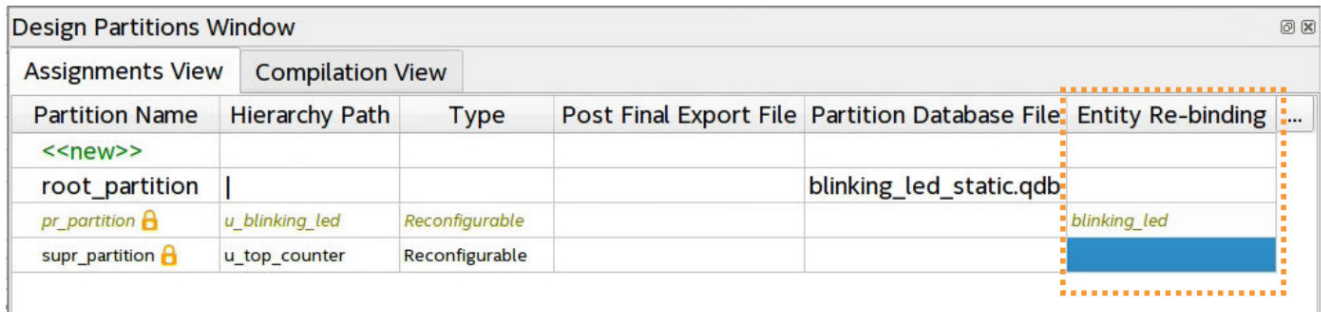 Design Partitions Window
Assignments View Compilation View
Partition Name Hierarchy Path Type Post Final Export File Partition Database File Entity Re-binding ...
<<new>>
root_partition | blinking_led_static.qdb
pr_partition u_blinking_led Reconfigurable blinking_led
supr_partition u_top_counter Reconfigurable